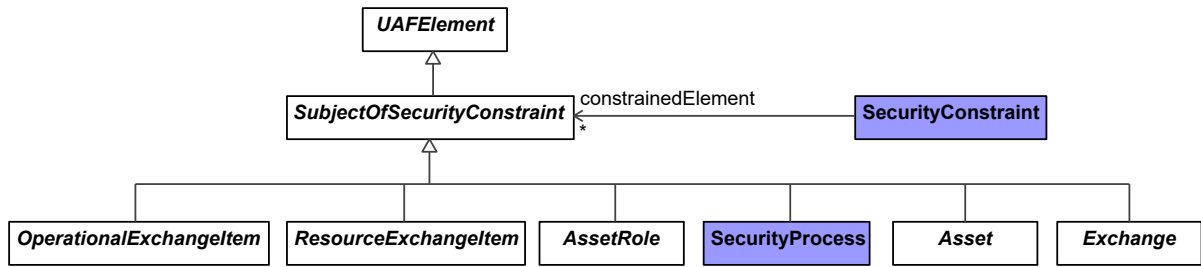 UAFElement
SubjectOfSecurityConstraint
constrainedElement
*
SecurityConstraint
OperationalExchangeItem
ResourceExchangeItem
AssetRole
SecurityProcess
Asset
Exchange